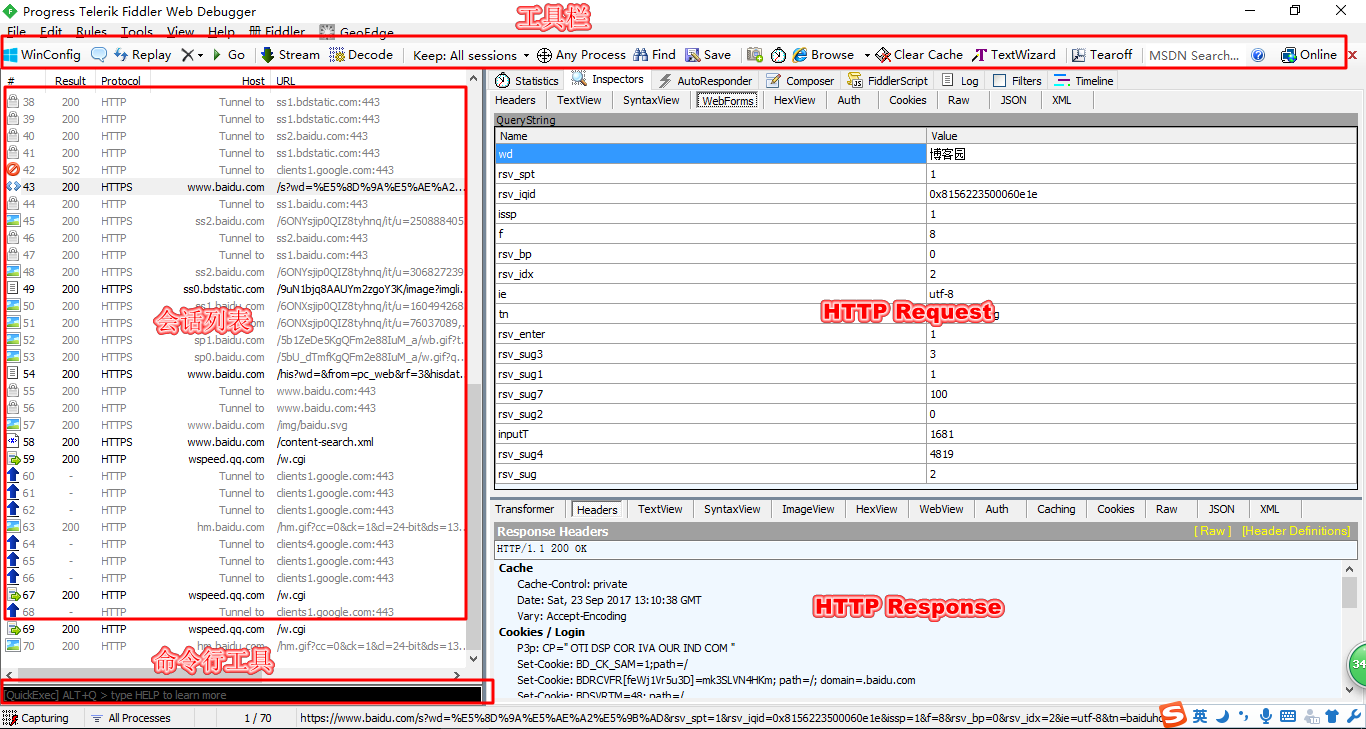 Progress Telerik Fiddler Web Debugger
工具栏
File Edit Rules Tools View Help Fiddler GeoEdge
WinConfig Replay Go Stream Decode Keep: All sessions Any Process Find Save Browse Clear Cache TextWizard Tearoff MSDN Search... Online
# Result Protocol Host URL
38 200 HTTP Tunnel to ss1.bdstatic.com:443
39 200 HTTP Tunnel to ss1.bdstatic.com:443
40 200 HTTP Tunnel to ss2.baidu.com:443
41 200 HTTP Tunnel to ss1.bdstatic.com:443
42 502 HTTP Tunnel to clients1.google.com:443
43 200 HTTPS www.baidu.com /s?wd=%E5%8D%9A%E5%AE%A2...
44 200 HTTP Tunnel to ss1.baidu.com:443
45 200 HTTPS ss2.baidu.com /6ONYsjip0QIZ8tyhnq/it/u=250888405
46 200 HTTP Tunnel to ss2.baidu.com:443
47 200 HTTP Tunnel to ss1.baidu.com:443
48 200 HTTPS ss2.baidu.com /6ONYsjip0QIZ8tyhnq/it/u=306827239
49 200 HTTPS ss0.bdstatic.com /9uN1bjq8AAUYm2zgoY3K/image?imgli...
50 200 HTTPS ss1.baidu.com /6ONXsjip0QIZ8tyhnq/it/u=160494268
51 200 HTTPS /6ONXsjip0QIZ8tyhnq/it/u=76037089,
52 200 HTTPS sp1.baidu.com /5b1ZeDe5KgQFm2e88IuM_a/wb.gif?t...
53 200 HTTPS sp0.baidu.com /5bU_dTmfKgQFm2e88IuM_a/w.gif?q...
54 200 HTTPS www.baidu.com /his?wd=&from=pc_web&rf=3&hisdat...
55 200 HTTP Tunnel to www.baidu.com:443
56 200 HTTP Tunnel to www.baidu.com:443
57 200 HTTPS www.baidu.com /img/baidu.svg
58 200 HTTPS www.baidu.com /content-search.xml
59 200 HTTP wspeed.qq.com /w.cgi
60 - HTTP Tunnel to clients1.google.com:443
61 - HTTP Tunnel to clients1.google.com:443
62 - HTTP Tunnel to clients1.google.com:443
63 200 HTTP hm.baidu.com /hm.gif?cc=0&ck=1&cl=24-bit&ds=13...
64 - HTTP Tunnel to clients4.google.com:443
65 - HTTP Tunnel to clients1.google.com:443
66 - HTTP Tunnel to clients1.google.com:443
67 200 HTTP wspeed.qq.com /w.cgi
68 - HTTP Tunnel to clients1.google.com:443
69 200 HTTP wspeed.qq.com /w.cgi
70 200 HTTP hm.baidu.com /hm.gif?cc=0&ck=1&cl=24-bit&ds=13...
会话列表
命令行工具
[QuickExec] ALT+Q > type HELP to learn more
Statistics Inspectors AutoResponder Composer FiddlerScript Log Filters Timeline
Headers TextView SyntaxView WebForms HexView Auth Cookies Raw JSON XML
QueryString
Name Value
wd 博客园
rsv_spt 1
rsv_iqid 0x8156223500060e1e
issp 1
f 8
rsv_bp 0
rsv_idx 2
ie utf-8
tn
HTTP Request
rsv_enter 1
rsv_sug3 3
rsv_sug1 1
rsv_sug7 100
rsv_sug2 0
inputT 1681
rsv_sug4 4819
rsv_sug 2
Transformer Headers TextView SyntaxView ImageView HexView WebView Auth Caching Cookies Raw JSON XML
Response Headers [ Raw ] [Header Definitions]
HTTP/1.1 200 OK
Cache
Cache-Control: private
Date: Sat, 23 Sep 2017 13:10:38 GMT
Vary: Accept-Encoding
HTTP Response
Cookies / Login
P3p: CP=" OTI DSP COR IVA OUR IND COM "
Set-Cookie: BD_CK_SAM=1;path=/
Set-Cookie: BDRCVFR[feWj1Vr5u3D]=mk3SLVN4HKm; path=/; domain=.baidu.com
Set-Cookie: BDSVRTM=48; path=/
34
Capturing All Processes 1 / 70 https://www.baidu.com/s?wd=%E5%8D%9A%E5%AE%A2%E5%9B%AD&rsv_spt=1&rsv_iqid=0x8156223500060e1e&issp=1&f=8&rsv_bp=0&rsv_idx=2&ie=utf-8&tn=baiduho
英